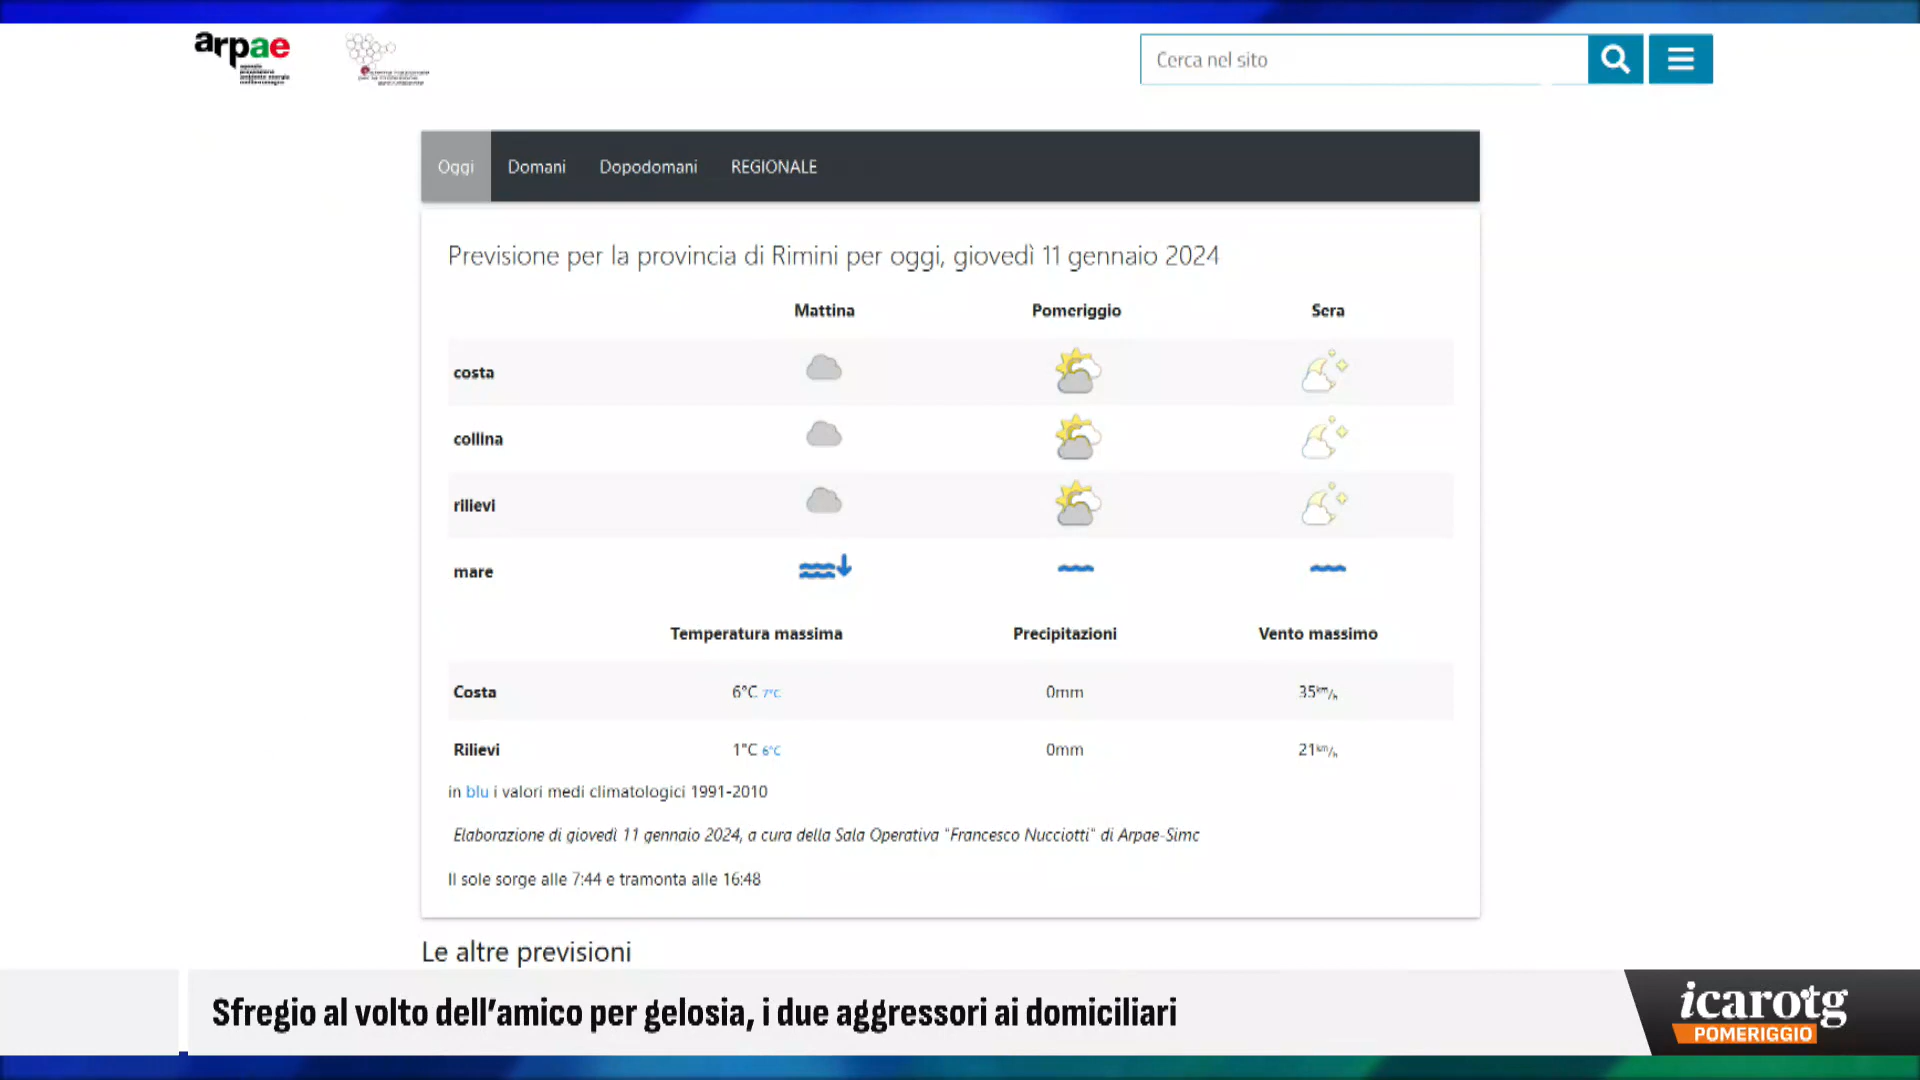 arpae
Cerca nel sito
Oggi Domani Dopodomani REGIONALE
Previsione per la provincia di Rimini per oggi, giovedì 11 gennaio 2024
Mattina Pomeriggio Sera
costa
collina
rilievi
mare
Temperatura massima Precipitazioni Vento massimo
Costa 6°C 7°C 0mm 35km/h
Rilievi 1°C 6°C 0mm 21km/h
in blu i valori medi climatologici 1991-2010
Elaborazione di giovedì 11 gennaio 2024, a cura della Sala Operativa "Francesco Nucciotti" di Arpae-Simc
Il sole sorge alle 7:44 e tramonta alle 16:48
Le altre previsioni
Sfregio al volto dell’amico per gelosia, i due aggressori ai domiciliari
icarotg
POMERIGGIO